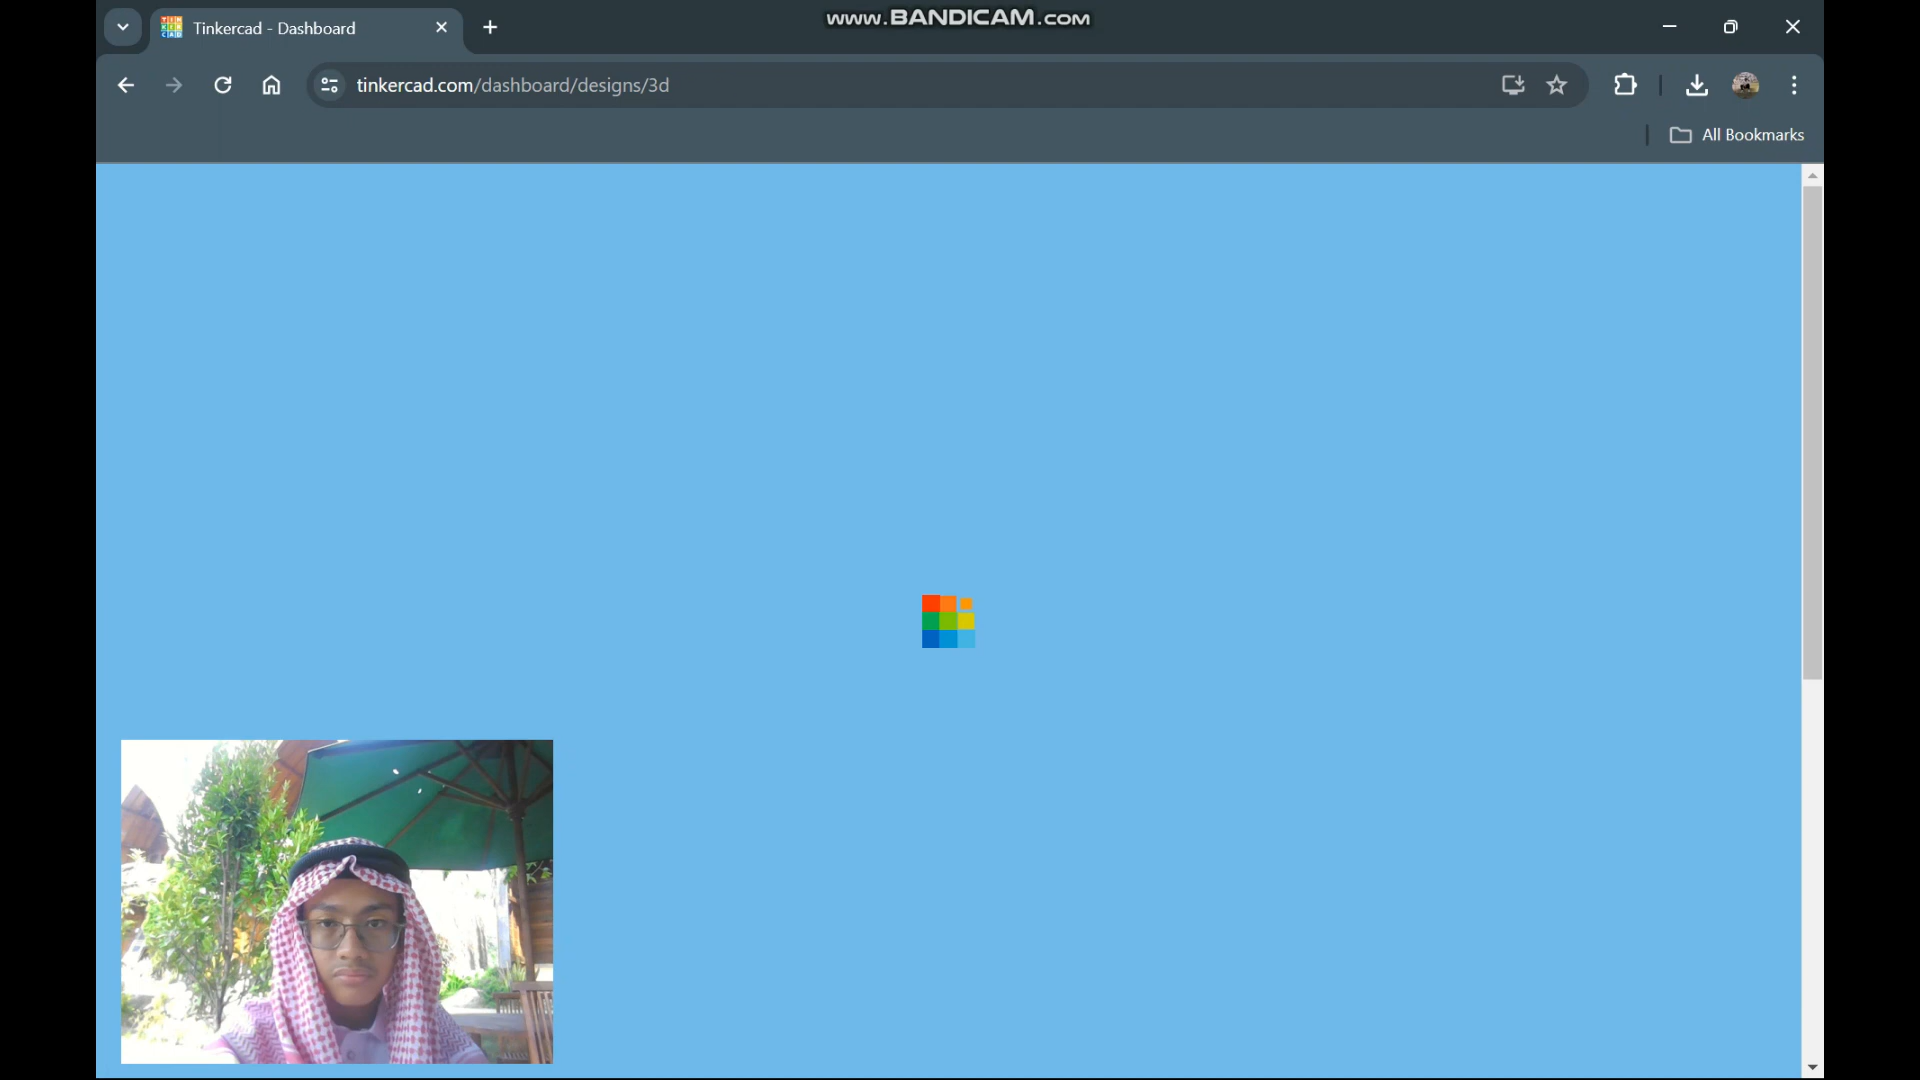 www.BANDICAM.com
Tinkercad - Dashboard
tinkercad.com/dashboard/designs/3d
All Bookmarks